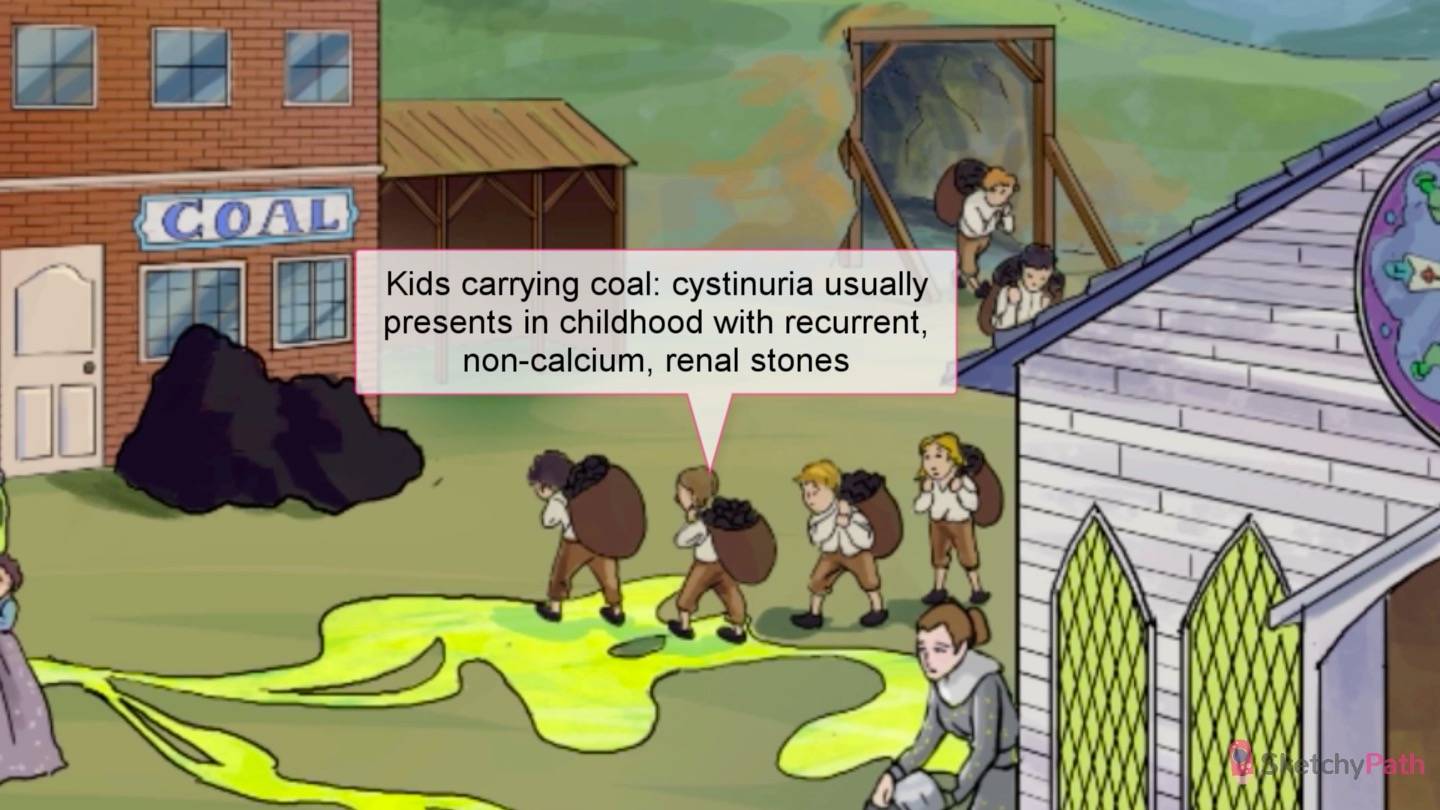 COAL
Kids carrying coal: cystinuria usually
presents in childhood with recurrent,
non-calcium, renal stones
SketchyPath